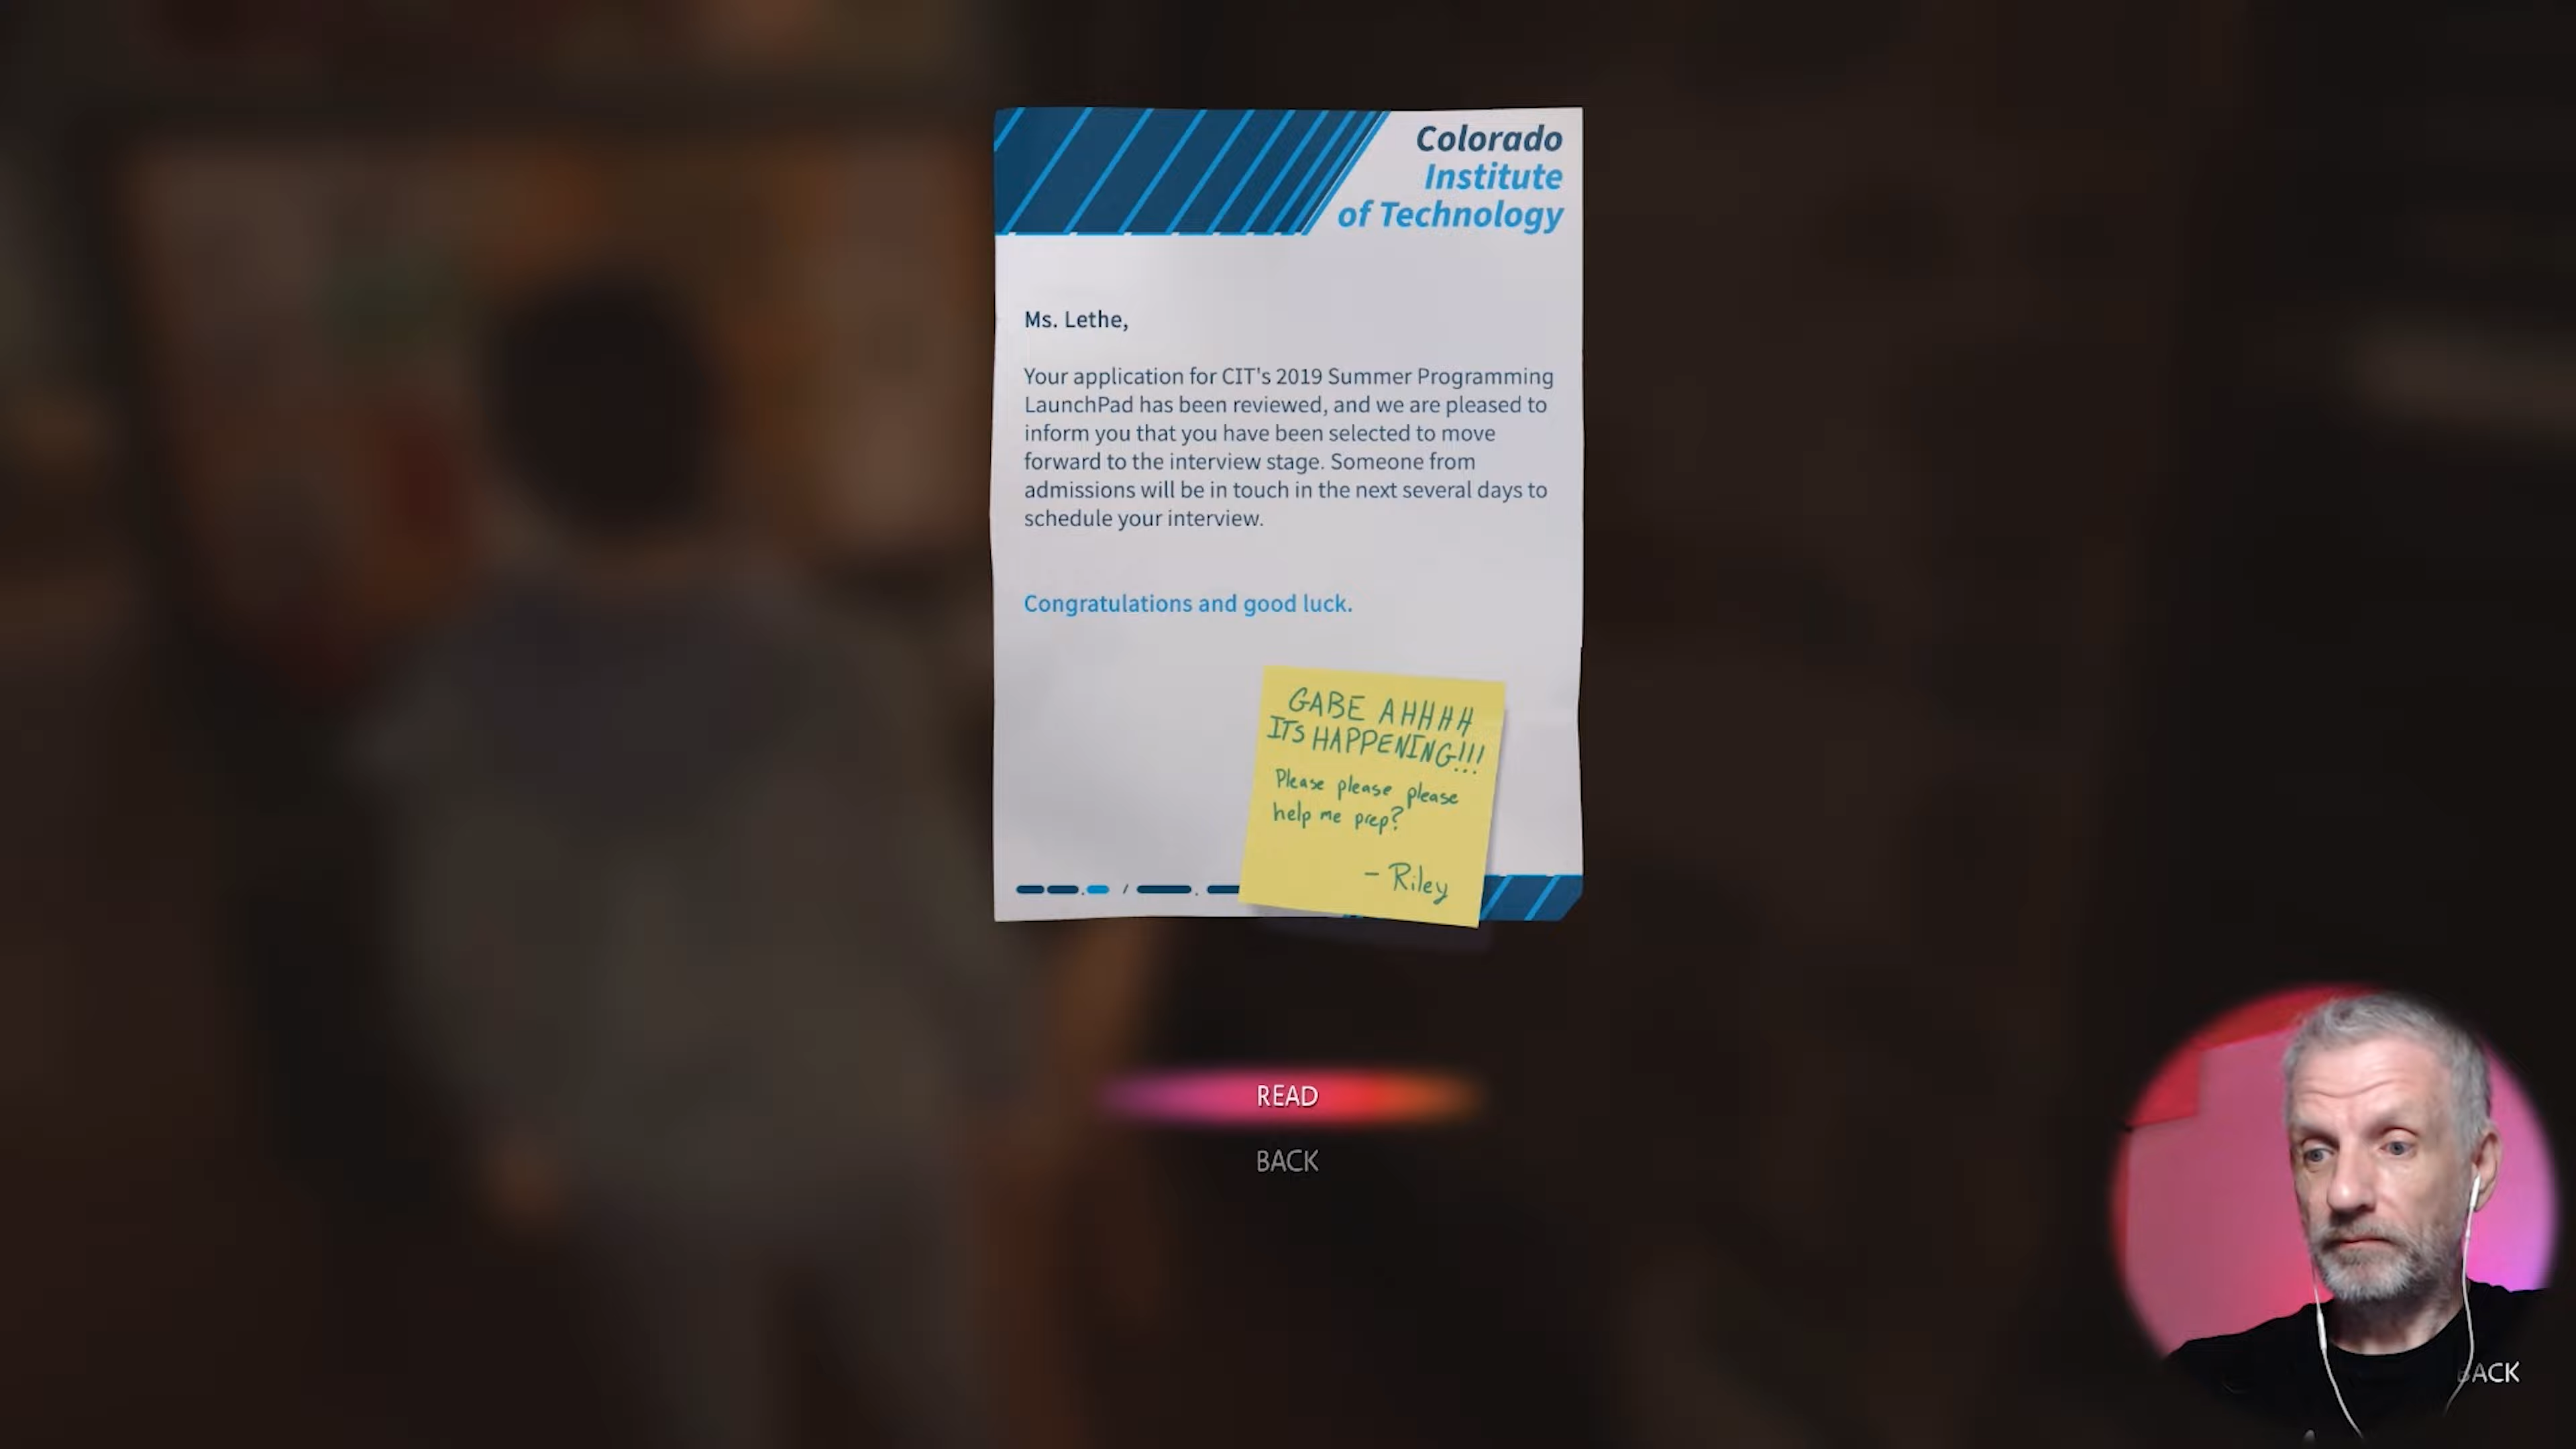 Colorado
Institute
of Technology
Ms. Lethe,
Your application for CIT's 2019 Summer Programming
LaunchPad has been reviewed, and we are pleased to
inform you that you have been selected to move
forward to the interview stage. Someone from
admissions will be in touch in the next several days to
schedule your interview.
Congratulations and good luck.
GABE AHHHH
ITS HAPPENING!!!
Please please please
help me prep?
- Riley
READ
BACK
BACK